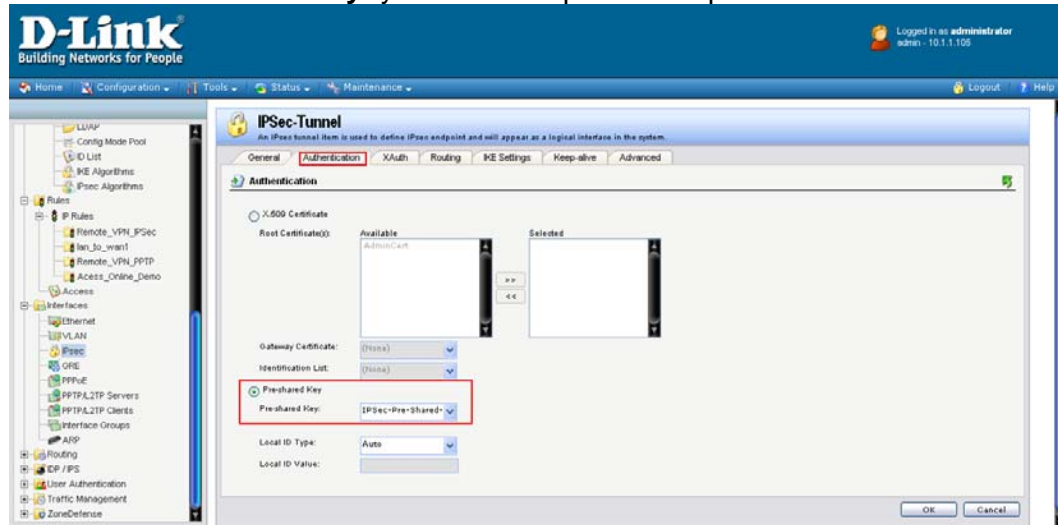 D-Link
Building Networks for People
Logged in as administrator
admin - 10.1.1.105
Home Configuration Tools Status Maintenance Logout Help
LDAP
Config Mode Pool
ID List
IKE Algorithms
IPsec Algorithms
Rules
IP Rules
Remote_VPN_IPSec
lan_to_wan1
Remote_VPN_PPTP
Acess_Online_Demo
Access
Interfaces
Ethernet
VLAN
IPsec
GRE
PPPoE
PPTP/L2TP Servers
PPTP/L2TP Clients
Interface Groups
ARP
Routing
IDP / IPS
User Authentication
Traffic Management
ZoneDefense
IPSec-Tunnel
An IPsec tunnel item is used to define IPsec endpoint and will appear as a logical interface in the system.
General Authentication XAuth Routing IKE Settings Keep-alive Advanced
Authentication
X.509 Certificate
Root Certificate(s): Available Selected
AdminCert
>>
<<
Gateway Certificate: (None)
Identification List: (None)
Pre-shared Key
Pre-shared Key: IPSec-Pre-Shared-
Local ID Type: Auto
Local ID Value:
OK Cancel